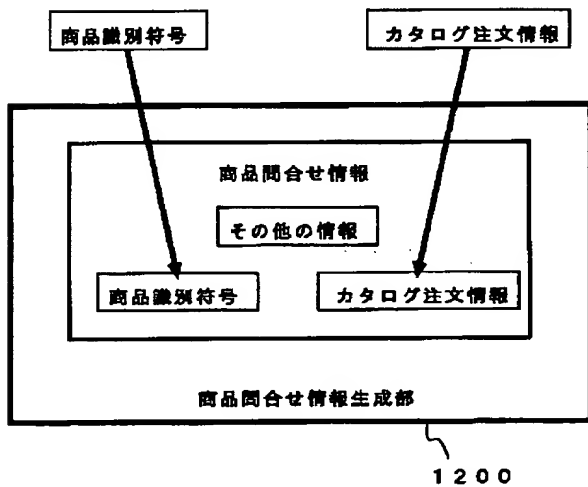 商品識別符号
カタログ注文情報
商品問合せ情報
その他の情報
商品識別符号
カタログ注文情報
商品問合せ情報生成部
1200